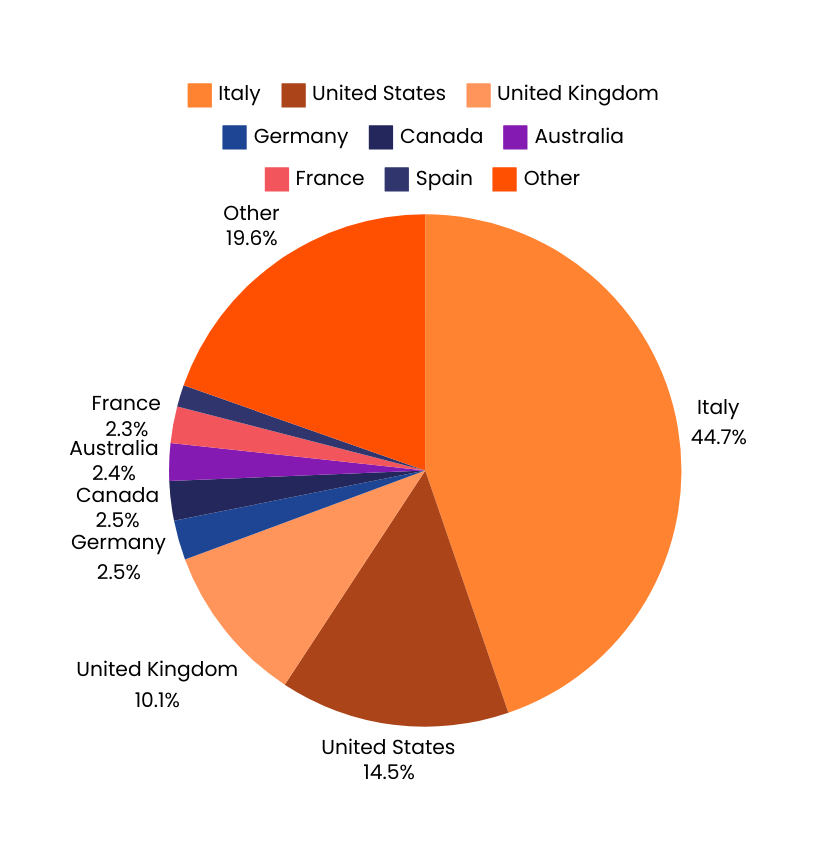 Italy United States United Kingdom
Germany Canada Australia
France Spain Other
Other
19.6%
Italy
44.7%
France
2.3%
Australia
2.4%
Canada
2.5%
Germany
2.5%
United Kingdom
10.1%
United States
14.5%